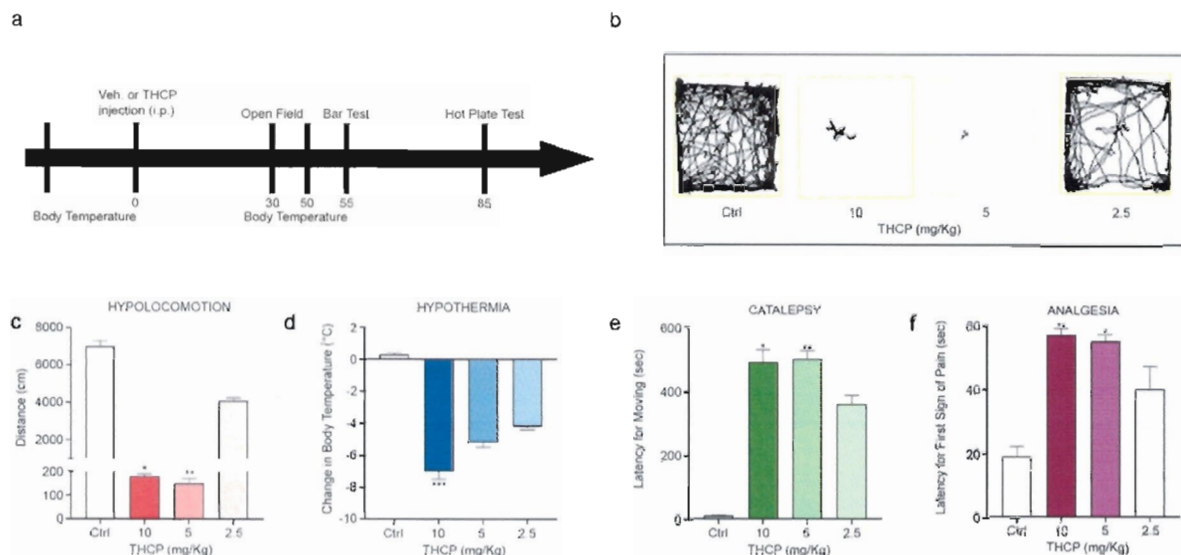 a
Veh. or THCP
injection (i.p.)
Open Field
Bar Test
Hot Plate Test
0
30
50
55
85
Body Temperature
Body Temperature
b
Ctrl
10
5
2.5
THCP (mg/Kg)
c
HYPOLOCOMOTION
Distance (cm)
8000
6000
4000
2000
200
150
100
50
0
*
**
Ctrl
10
5
2.5
THCP (mg/Kg)
d
HYPOTHERMIA
Change in Body Temperature (°C)
2
0
-2
-4
-6
-8
-10
***
Ctrl
10
5
2.5
THCP (mg/Kg)
e
CATALEPSY
Latency for Moving (sec)
600
400
200
0
*
**
Ctrl
10
5
2.5
THCP (mg/Kg)
f
ANALGESIA
Latency for First Sign of Pain (sec)
80
60
40
20
0
**
*
Ctrl
10
5
2.5
THCP (mg/Kg)